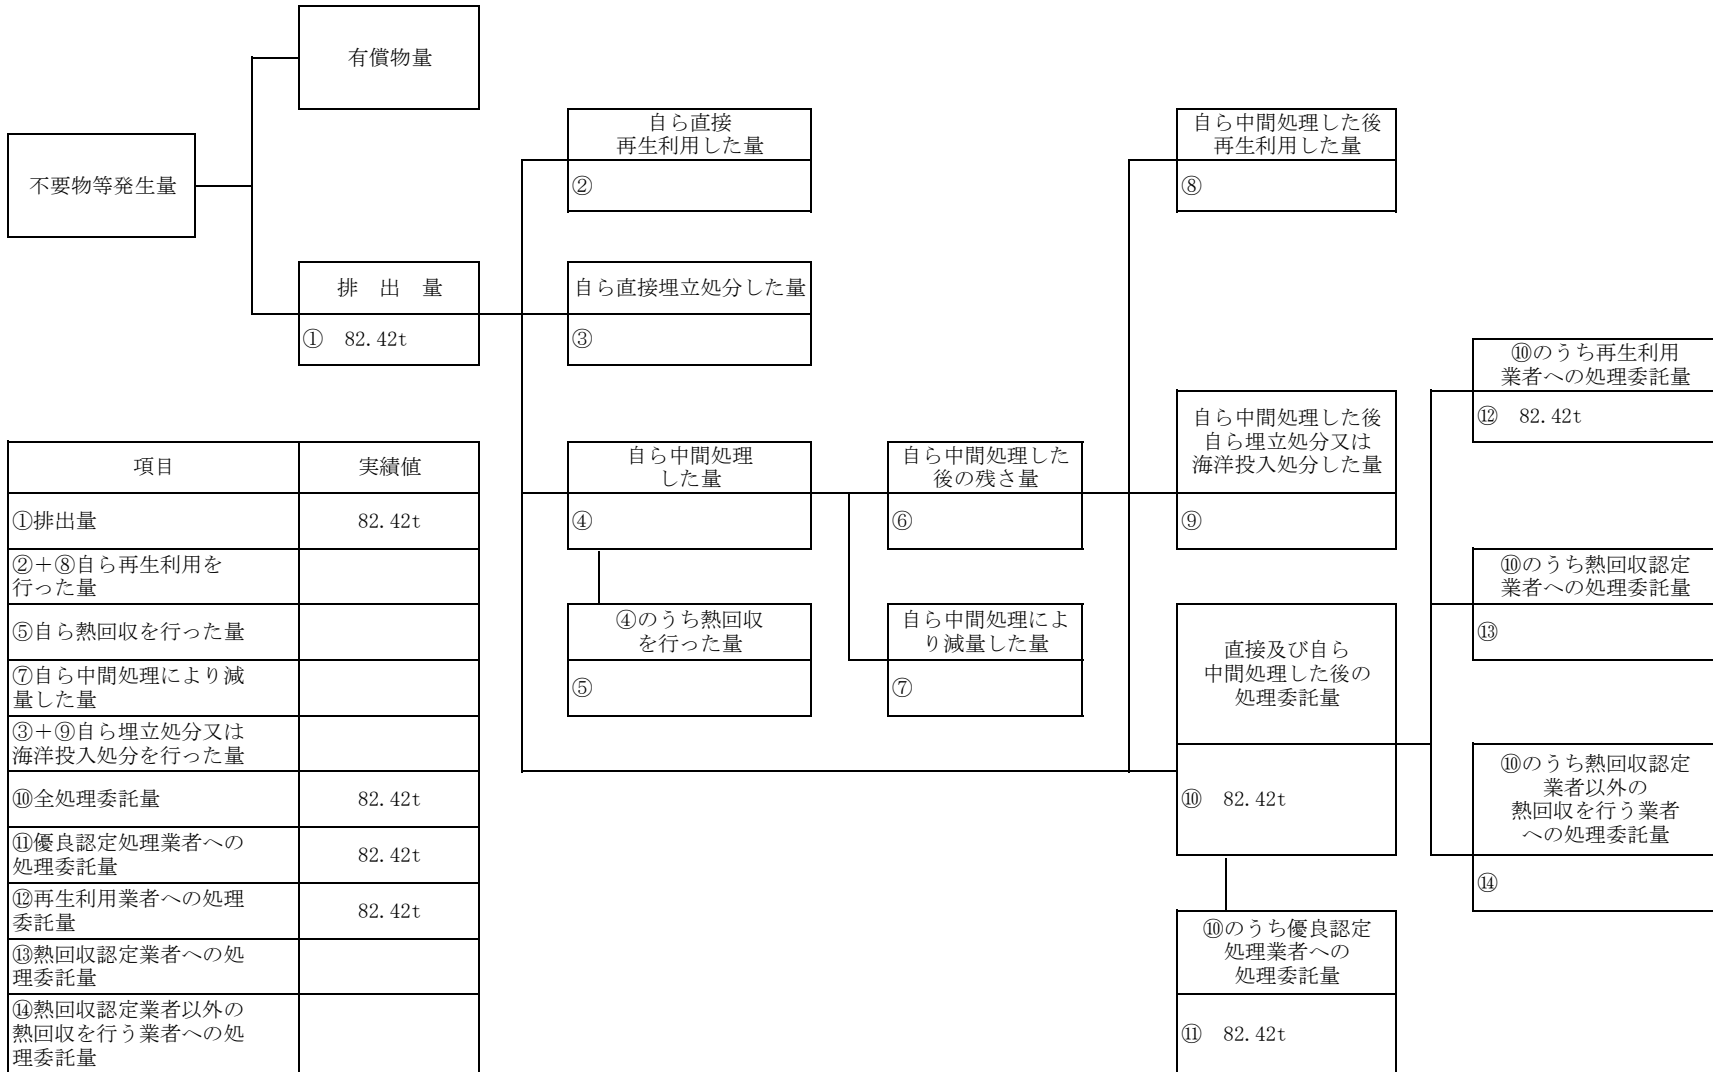 有償物量
不要物等発生量
排　出　量
①　82.42t
自ら直接
再生利用した量
②
自ら直接埋立処分した量
③
自ら中間処理
した量
④
④のうち熱回収
を行った量
⑤
自ら中間処理した
後の残さ量
⑥
自ら中間処理によ
り減量した量
⑦
自ら中間処理した後
再生利用した量
⑧
自ら中間処理した後
自ら埋立処分又は
海洋投入処分した量
⑨
直接及び自ら
中間処理した後の
処理委託量
⑩　82.42t
⑩のうち優良認定
処理業者への
処理委託量
⑪　82.42t
⑩のうち再生利用
業者への処理委託量
⑫　82.42t
⑩のうち熱回収認定
業者への処理委託量
⑬
⑩のうち熱回収認定
業者以外の
熱回収を行う業者
への処理委託量
⑭
項目　実績値
①排出量　82.42t
②＋⑧自ら再生利用を
行った量
⑤自ら熱回収を行った量
⑦自ら中間処理により減
量した量
③＋⑨自ら埋立処分又は
海洋投入処分を行った量
⑩全処理委託量　82.42t
⑪優良認定処理業者への
処理委託量　82.42t
⑫再生利用業者への処理
委託量　82.42t
⑬熱回収認定業者への処
理委託量
⑭熱回収認定業者以外の
熱回収を行う業者への処
理委託量